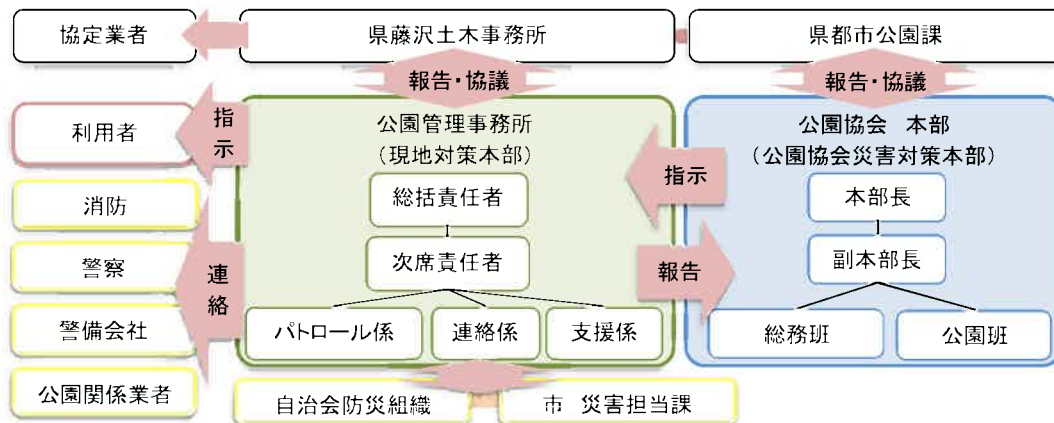 協定業者
県藤沢土木事務所
県都市公園課
報告・協議
報告・協議
利用者
指示
公園管理事務所
（現地対策本部）
公園協会 本部
（公園協会災害対策本部）
指示
消防
総括責任者
本部長
警察
連絡
次席責任者
報告
副本部長
警備会社
パトロール係
連絡係
支援係
総務班
公園班
公園関係業者
自治会防災組織
市 災害担当課